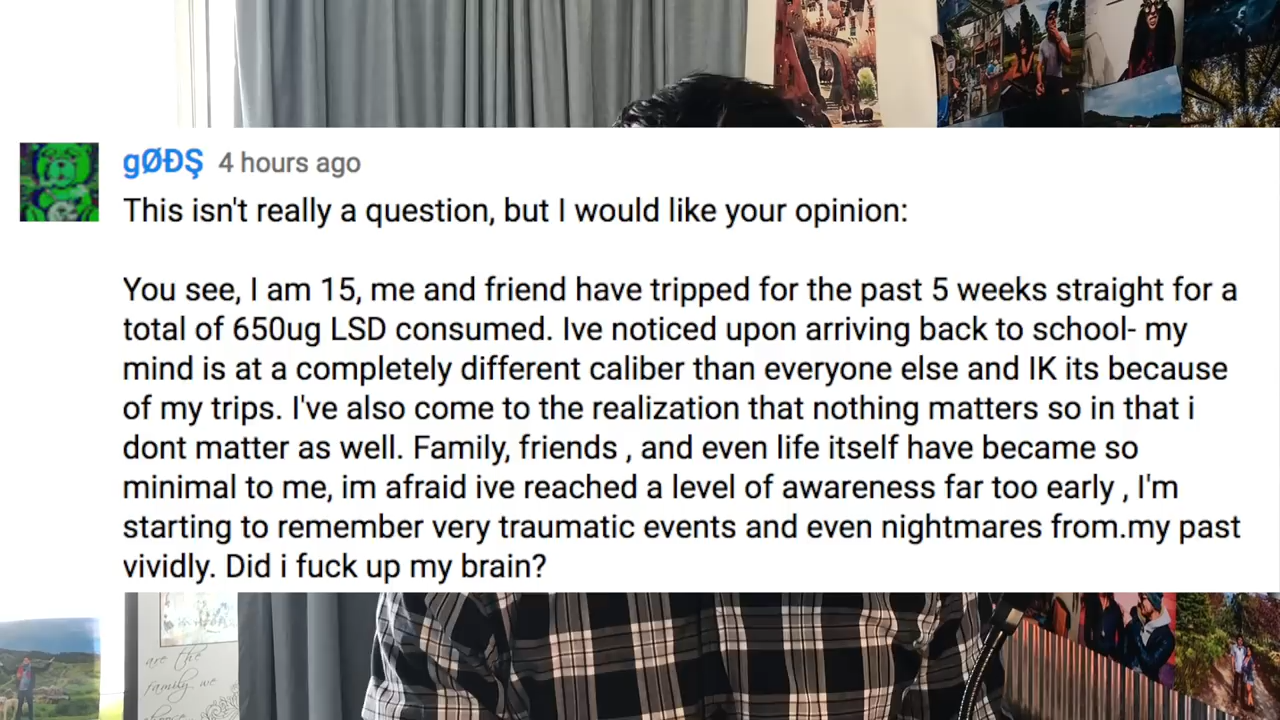 gØĐŞ 4 hours ago
This isn't really a question, but I would like your opinion:
You see, I am 15, me and friend have tripped for the past 5 weeks straight for a
total of 650ug LSD consumed. Ive noticed upon arriving back to school- my
mind is at a completely different caliber than everyone else and IK its because
of my trips. I've also come to the realization that nothing matters so in that i
dont matter as well. Family, friends , and even life itself have became so
minimal to me, im afraid ive reached a level of awareness far too early , I'm
starting to remember very traumatic events and even nightmares from.my past
vividly. Did i fuck up my brain?
are the
family we